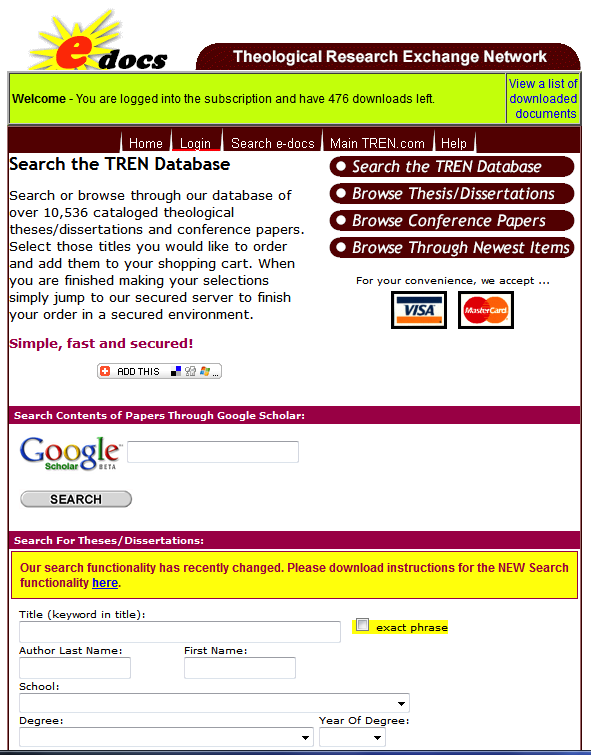 e-docs
Theological Research Exchange Network
Welcome - You are logged into the subscription and have 476 downloads left.
View a list of
downloaded
documents
Home
Login
Search e-docs
Main TREN.com
Help
Search the TREN Database
Search or browse through our database of
over 10,536 cataloged theological
theses/dissertations and conference papers.
Select those titles you would like to order
and add them to your shopping cart. When
you are finished making your selections
simply jump to our secured server to finish
your order in a secured environment.
Simple, fast and secured!
ADD THIS
...
Search the TREN Database
Browse Thesis/Dissertations
Browse Conference Papers
Browse Through Newest Items
For your convenience, we accept ...
VISA
MasterCard
Search Contents of Papers Through Google Scholar:
Google™
Scholar BETA
SEARCH
Search For Theses/Dissertations:
Our search functionality has recently changed. Please download instructions for the NEW Search
functionality here.
Title (keyword in title):
exact phrase
Author Last Name:
First Name:
School:
Degree:
Year Of Degree: